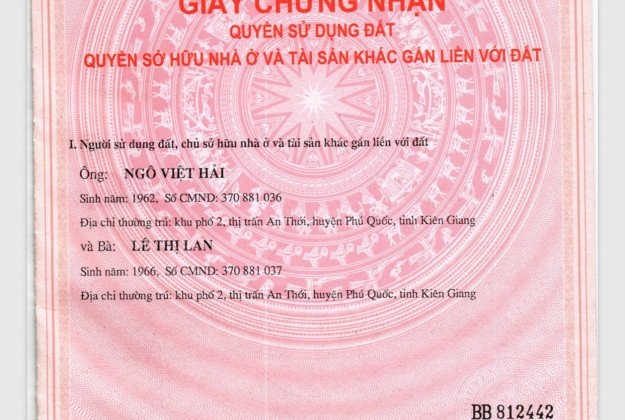 GIẤY CHỨNG NHẬN
QUYỀN SỬ DỤNG ĐẤT
QUYỀN SỞ HỮU NHÀ Ở VÀ TÀI SẢN KHÁC GẮN LIỀN VỚI ĐẤT
I. Người sử dụng đất, chủ sở hữu nhà ở và tài sản khác gắn liền với đất
Ông: NGÔ VIỆT HẢI
Sinh năm: 1962, Số CMND: 370 881 036
Địa chỉ thường trú: khu phố 2, thị trấn An Thới, huyện Phú Quốc, tỉnh Kiên Giang
và Bà: LÊ THỊ LAN
Sinh năm: 1966, Số CMND: 370 881 037
Địa chỉ thường trú: khu phố 2, thị trấn An Thới, huyện Phú Quốc, tỉnh Kiên Giang
BB 812442